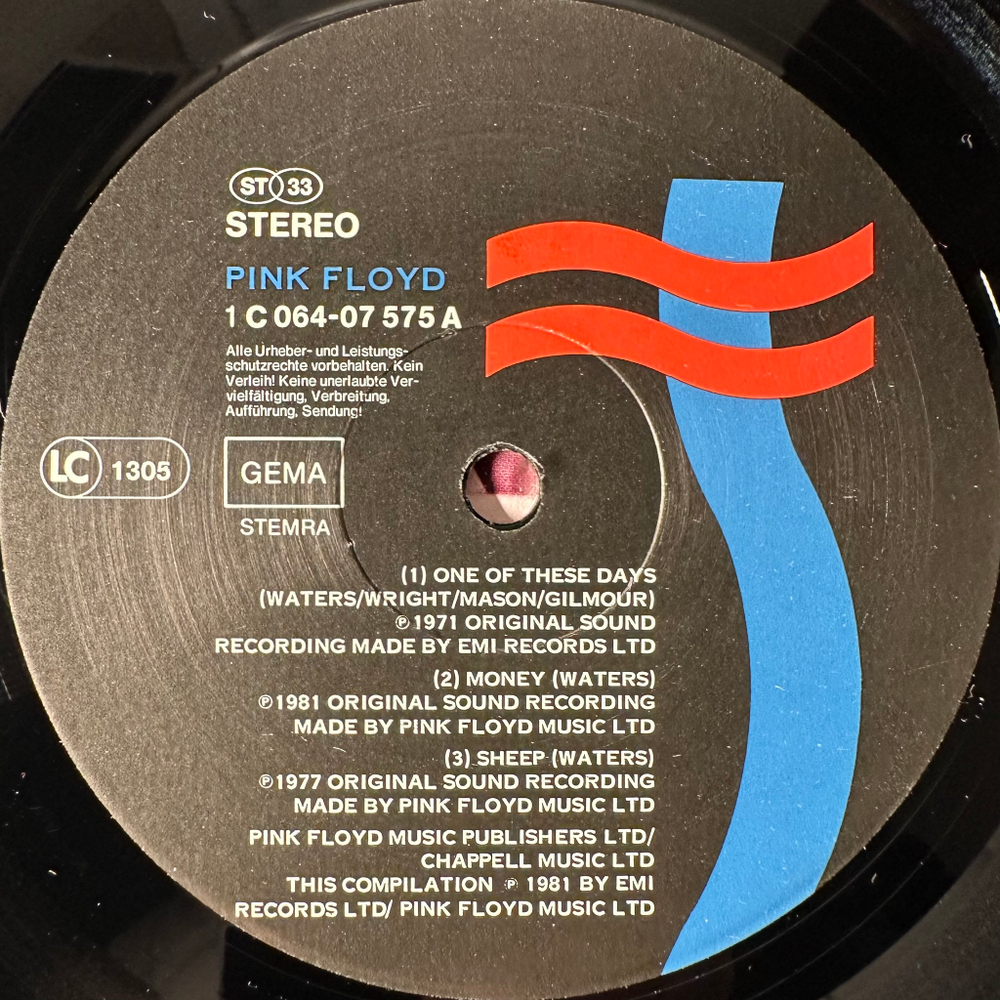 ST 33
STEREO
PINK FLOYD
1 C 064-07 575 A
Alle Urheber- und Leistungs-
schutzrechte vorbehalten. Kein
Verleih! Keine unerlaubte Ver-
vielfältigung, Verbreitung,
Aufführung, Sendung!
LC 1305
GEMA
STEMRA
(1) ONE OF THESE DAYS
(WATERS/WRIGHT/MASON/GILMOUR)
℗ 1971 ORIGINAL SOUND
RECORDING MADE BY EMI RECORDS LTD
(2) MONEY (WATERS)
℗ 1981 ORIGINAL SOUND RECORDING
MADE BY PINK FLOYD MUSIC LTD
(3) SHEEP (WATERS)
℗ 1977 ORIGINAL SOUND RECORDING
MADE BY PINK FLOYD MUSIC LTD
PINK FLOYD MUSIC PUBLISHERS LTD/
CHAPPELL MUSIC LTD
THIS COMPILATION ℗ 1981 BY EMI
RECORDS LTD/ PINK FLOYD MUSIC LTD